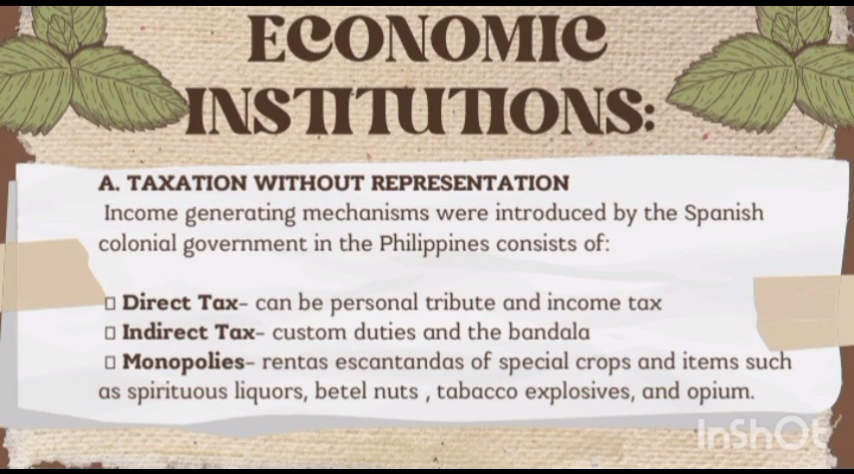 ECONOMIC
INSTITUTIONS:
A. TAXATION WITHOUT REPRESENTATION
Income generating mechanisms were introduced by the Spanish
colonial government in the Philippines consists of:
▯ Direct Tax- can be personal tribute and income tax
▯ Indirect Tax- custom duties and the bandala
▯ Monopolies- rentas escantandas of special crops and items such
as spirituous liquors, betel nuts , tabacco explosives, and opium.
InShOt